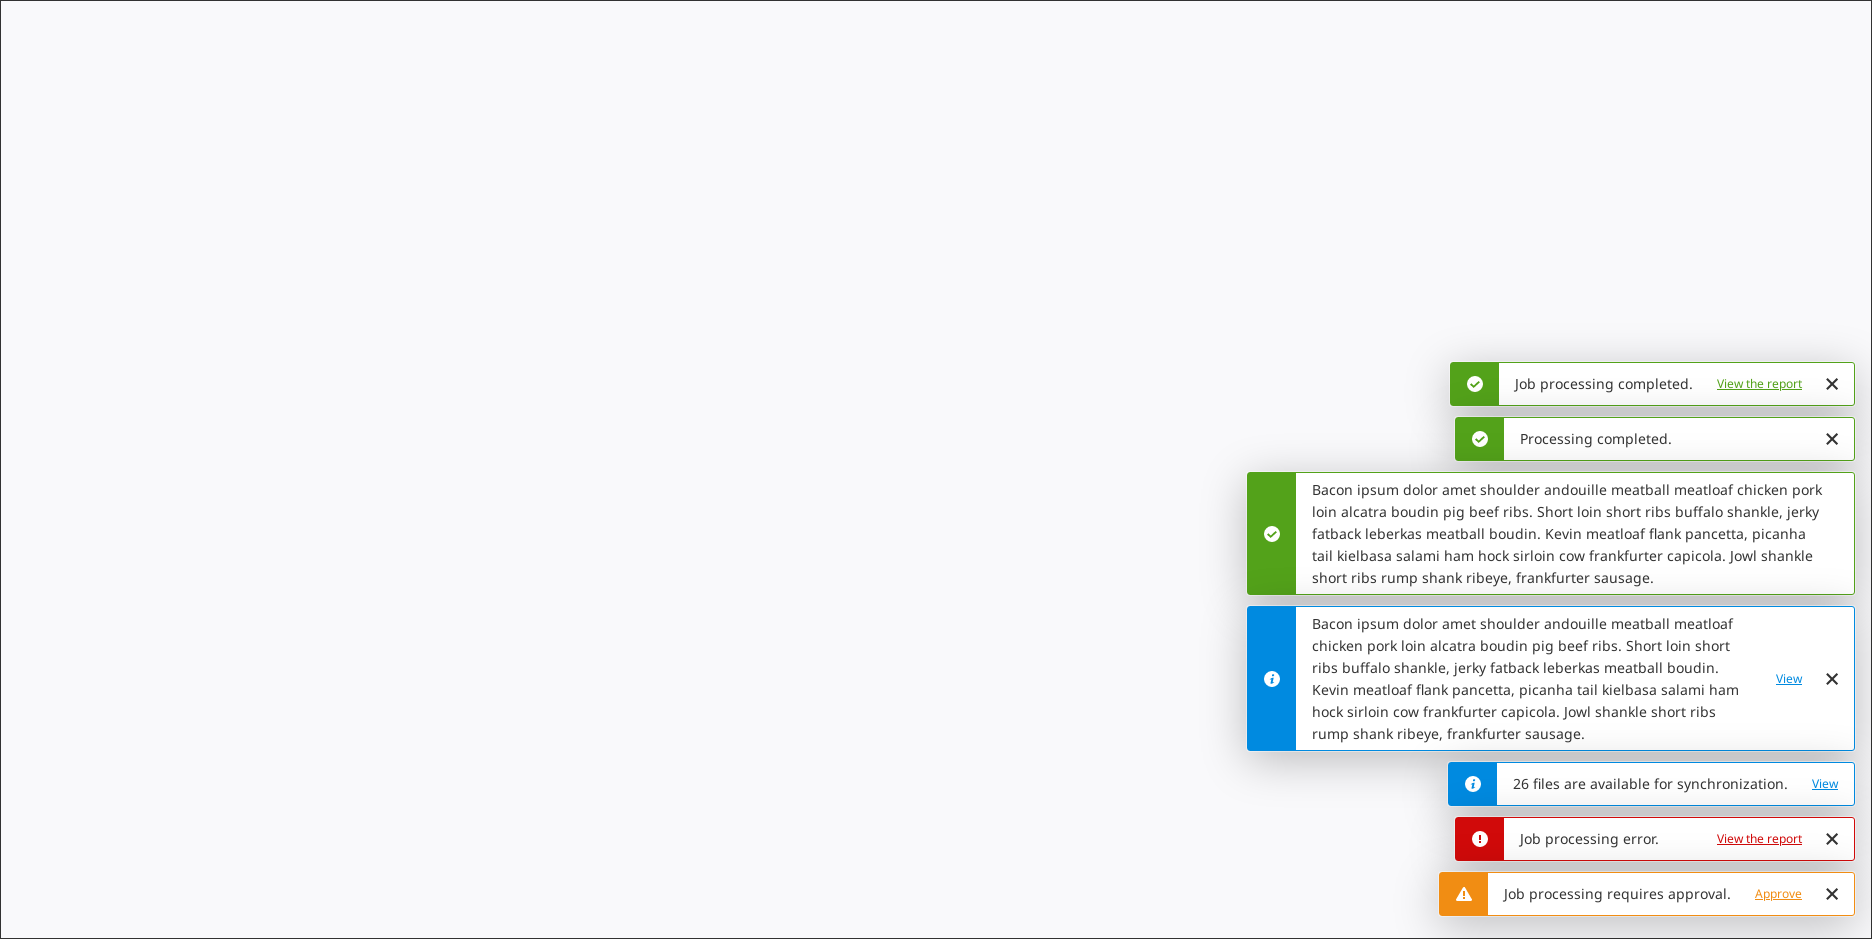 Job processing completed. View the report
Processing completed.
Bacon ipsum dolor amet shoulder andouille meatball meatloaf chicken pork
loin alcatra boudin pig beef ribs. Short loin short ribs buffalo shankle, jerky
fatback leberkas meatball boudin. Kevin meatloaf flank pancetta, picanha
tail kielbasa salami ham hock sirloin cow frankfurter capicola. Jowl shankle
short ribs rump shank ribeye, frankfurter sausage.
Bacon ipsum dolor amet shoulder andouille meatball meatloaf
chicken pork loin alcatra boudin pig beef ribs. Short loin short
ribs buffalo shankle, jerky fatback leberkas meatball boudin.
Kevin meatloaf flank pancetta, picanha tail kielbasa salami ham
hock sirloin cow frankfurter capicola. Jowl shankle short ribs
rump shank ribeye, frankfurter sausage.
View
26 files are available for synchronization. View
Job processing error. View the report
Job processing requires approval. Approve